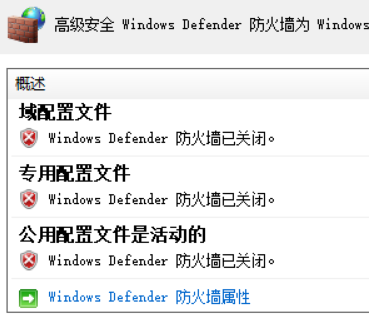 高级安全 Windows Defender 防火墙为 Windows
概述
域配置文件
Windows Defender 防火墙已关闭。
专用配置文件
Windows Defender 防火墙已关闭。
公用配置文件是活动的
Windows Defender 防火墙已关闭。
Windows Defender 防火墙属性